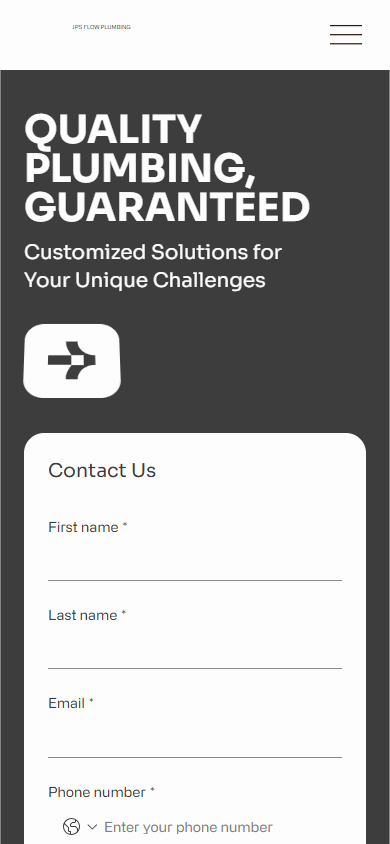 JPS FLOW PLUMBING
QUALITY
PLUMBING,
GUARANTEED
Customized Solutions for
Your Unique Challenges
Contact Us
First name *
Last name *
Email *
Phone number *
Enter your phone number